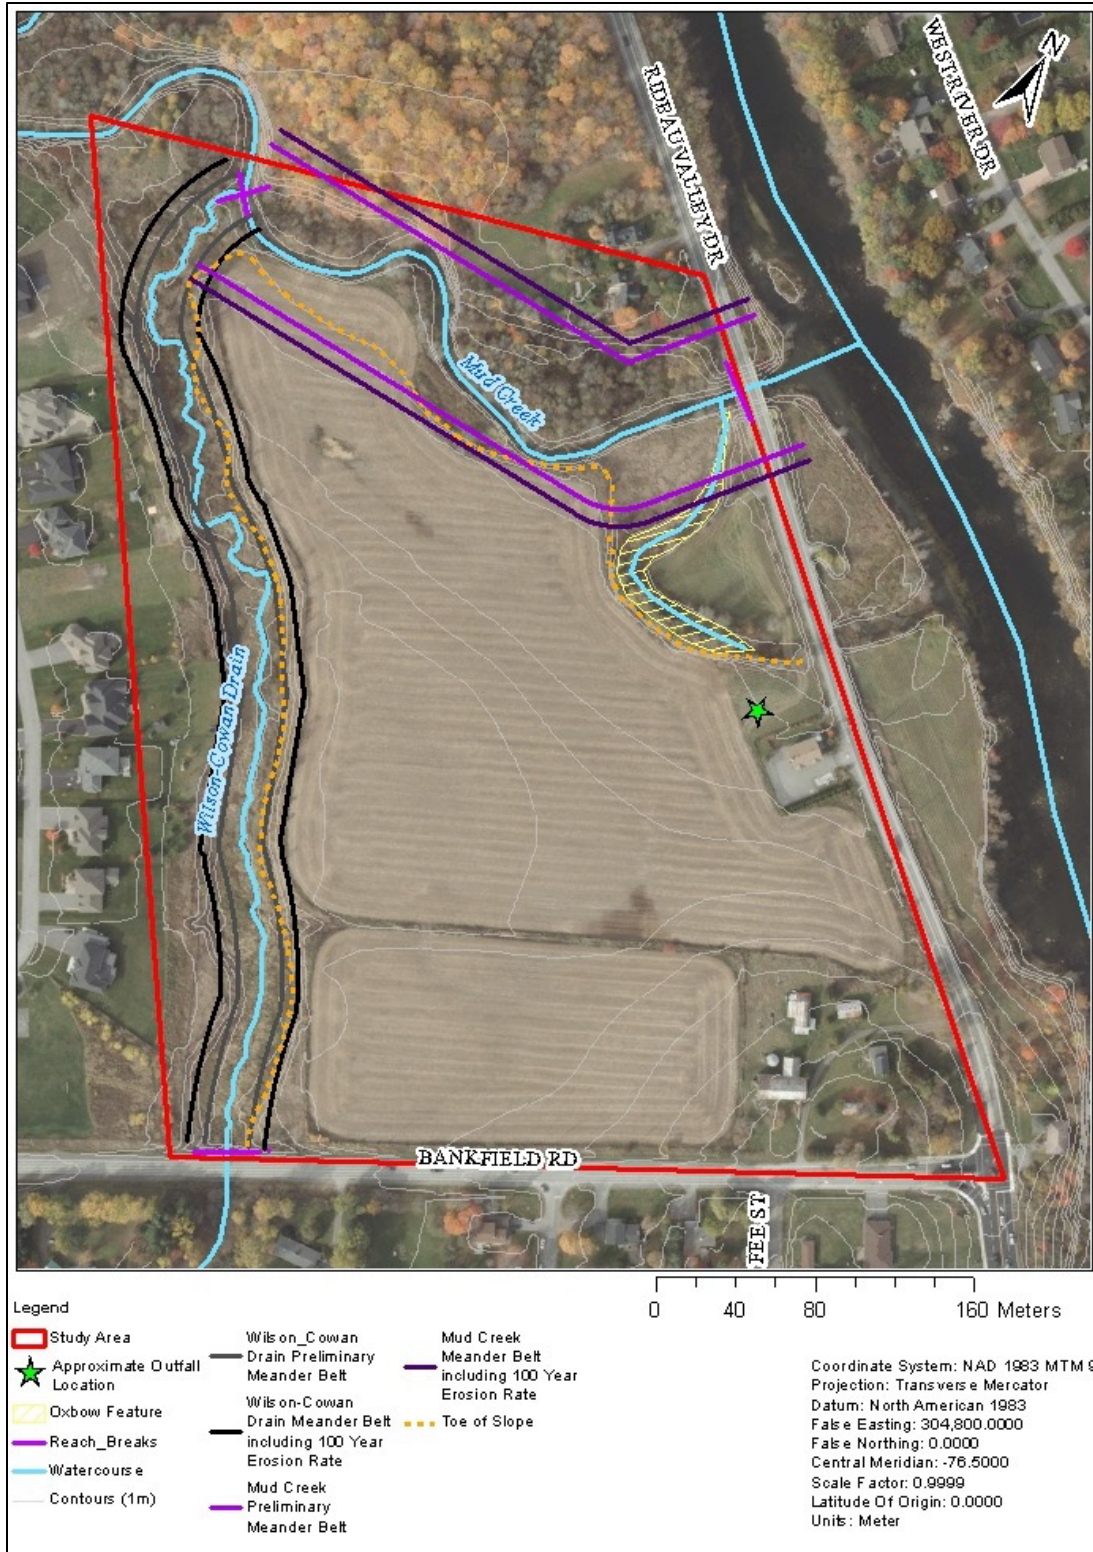 WEST RIVER DR
N
RIDEAU VALLEY DR
Mud Creek
Wilson-Cowan Drain
BANKFIELD RD
FEE ST
0 40 80 160 Meters
Legend
Study Area
Approximate Outfall
Location
Oxbow Feature
Reach_Breaks
Watercourse
Contours (1m)
Wilson_Cowan
Drain Preliminary
Meander Belt
Wilson-Cowan
Drain Meander Belt
including 100 Year
Erosion Rate
Mud Creek
Preliminary
Meander Belt
Mud Creek
Meander Belt
including 100 Year
Erosion Rate
Toe of Slope
Coordinate System: NAD 1983 MTM 9
Projection: Transverse Mercator
Datum: North American 1983
False Easting: 304,800.0000
False Northing: 0.0000
Central Meridian: -76.5000
Scale Factor: 0.9999
Latitude Of Origin: 0.0000
Units: Meter